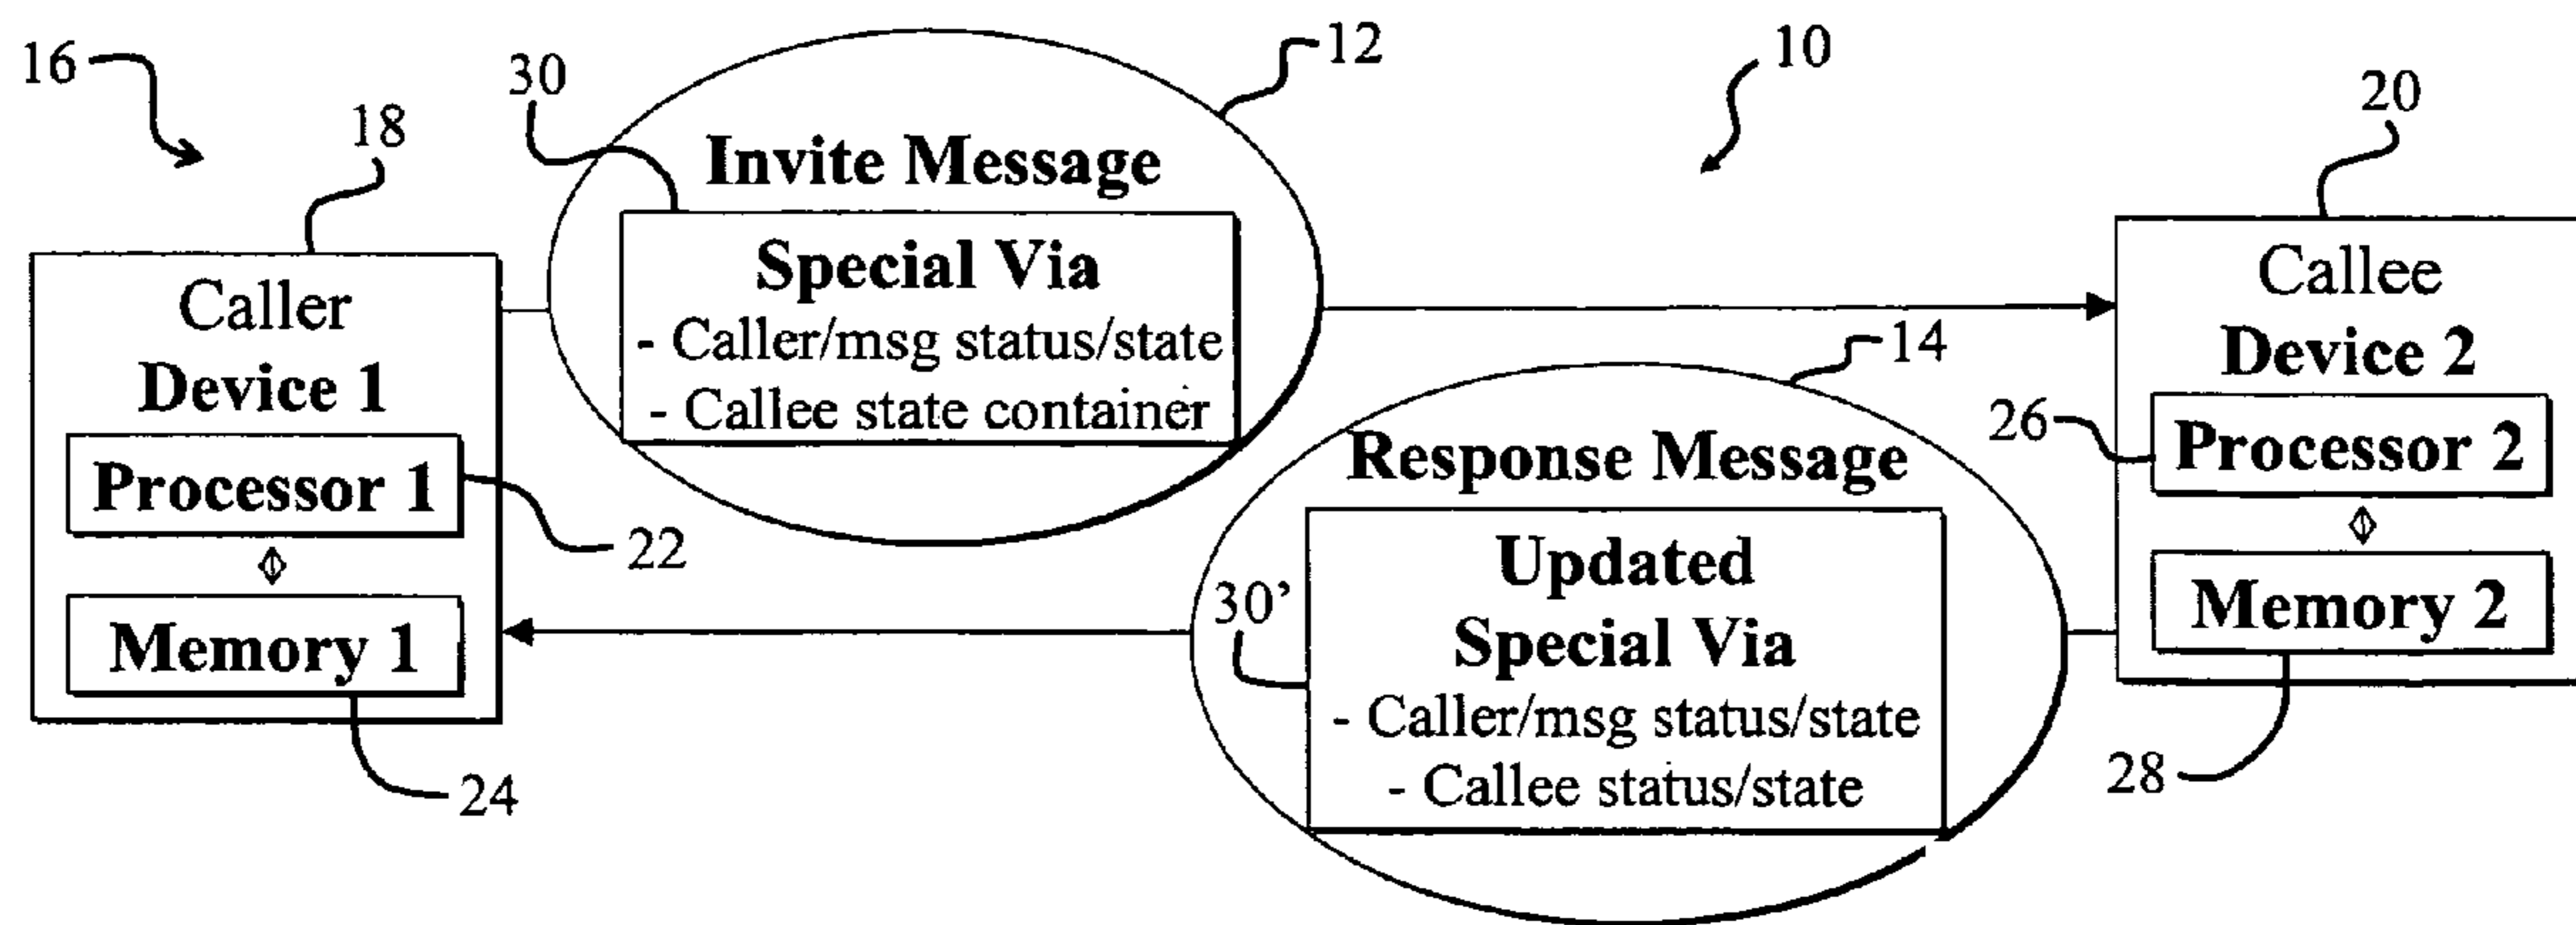 16
18
Caller
Device 1
Processor 1
22
Memory 1
24
30
12
Invite Message
Special Via
- Caller/msg status/state
- Callee state container
10
14
Response Message
30’
Updated
Special Via
- Caller/msg status/state
- Callee status/state
20
Callee
Device 2
26
Processor 2
Memory 2
28